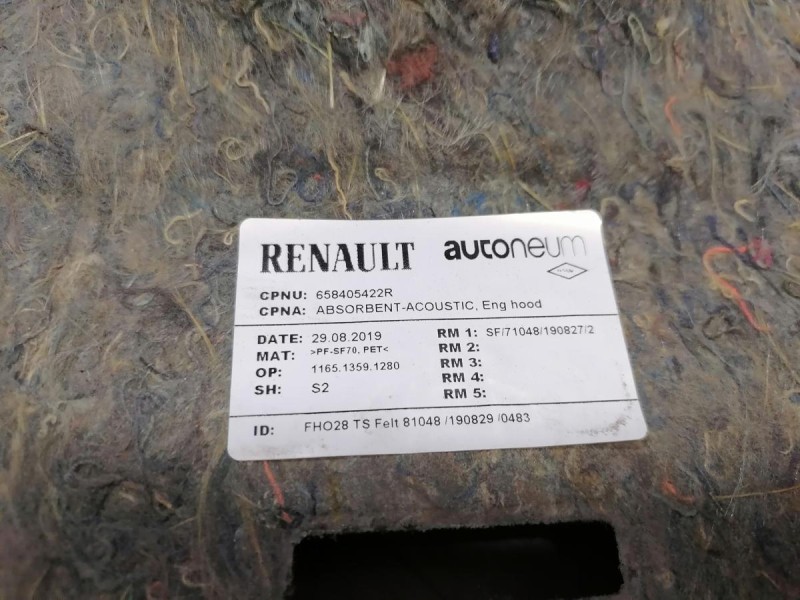 RENAULT autoneum
CPNU: 658405422R
CPNA: ABSORBENT-ACOUSTIC, Eng hood
DATE: 29.08.2019
MAT: >PF-SF70, PET<
OP: 1165.1359.1280
SH: S2
RM 1: SF/71048/190827/2
RM 2:
RM 3:
RM 4:
RM 5:
ID: FHO28 TS Felt 81048 /190829 /0483